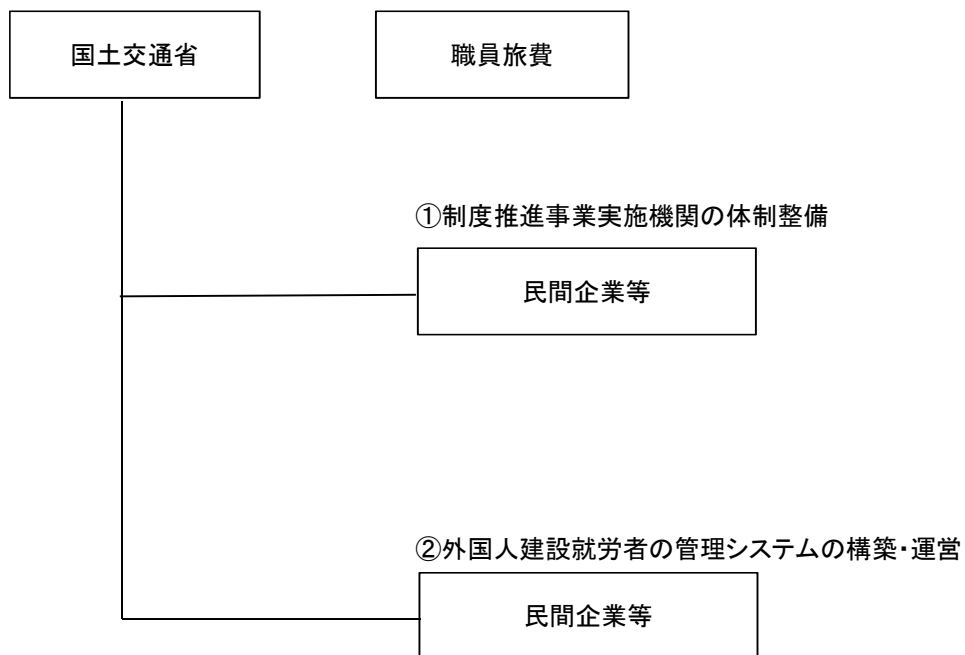 国土交通省
職員旅費
①制度推進事業実施機関の体制整備
民間企業等
②外国人建設就労者の管理システムの構築・運営
民間企業等